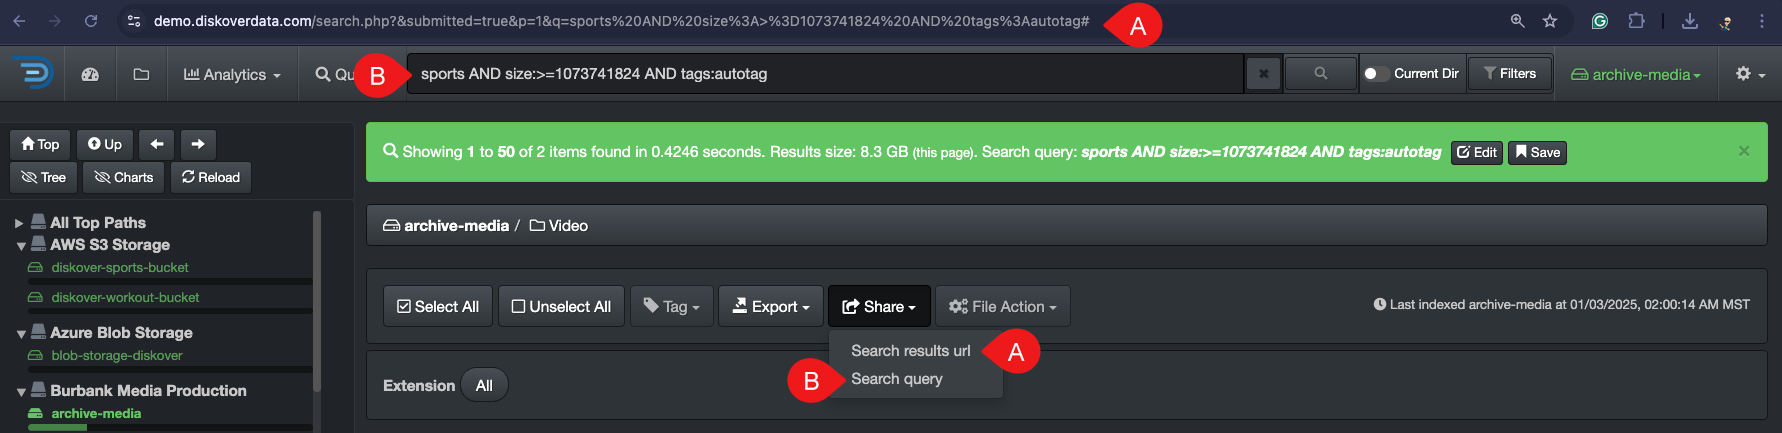 demo.diskoverdata.com/search.php?&submitted=true&p=1&q=sports%20AND%20size%3A>%3D1073741824%20AND%20tags%3Aautotag#
A
Analytics
Qu
B
sports AND size:>=1073741824 AND tags:autotag
Current Dir
Filters
archive-media
Top
Up
Tree
Charts
Reload
All Top Paths
AWS S3 Storage
diskover-sports-bucket
diskover-workout-bucket
Azure Blob Storage
blob-storage-diskover
Burbank Media Production
archive-media
Showing 1 to 50 of 2 items found in 0.4246 seconds. Results size: 8.3 GB (this page). Search query: sports AND size:>=1073741824 AND tags:autotag Edit Save
archive-media / Video
Select All
Unselect All
Tag
Export
Share
File Action
Last indexed archive-media at 01/03/2025, 02:00:14 AM MST
Search results url
A
B
Search query
Extension All